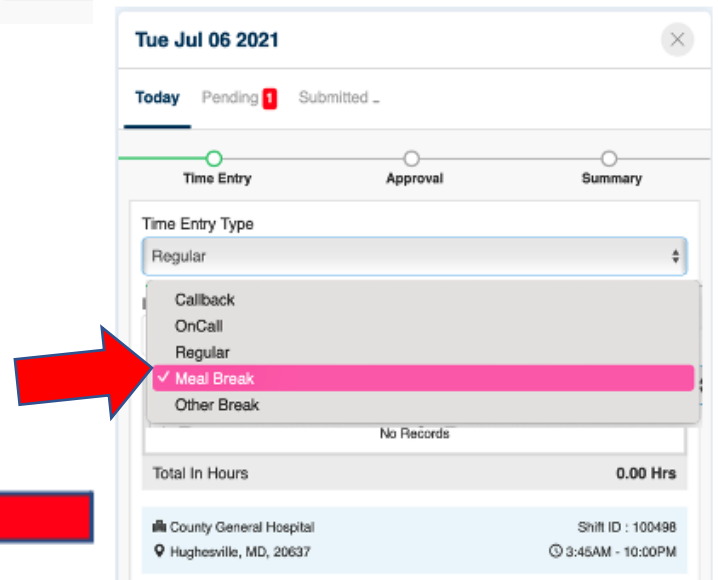 Tue Jul 06 2021
Today Pending 1 Submitted
Time Entry Approval Summary
Time Entry Type
Regular
Callback
OnCall
Regular
✓ Meal Break
Other Break
No Records
Total In Hours 0.00 Hrs
County General Hospital Shift ID : 100498
Hughesville, MD, 20637 3:45AM - 10:00PM